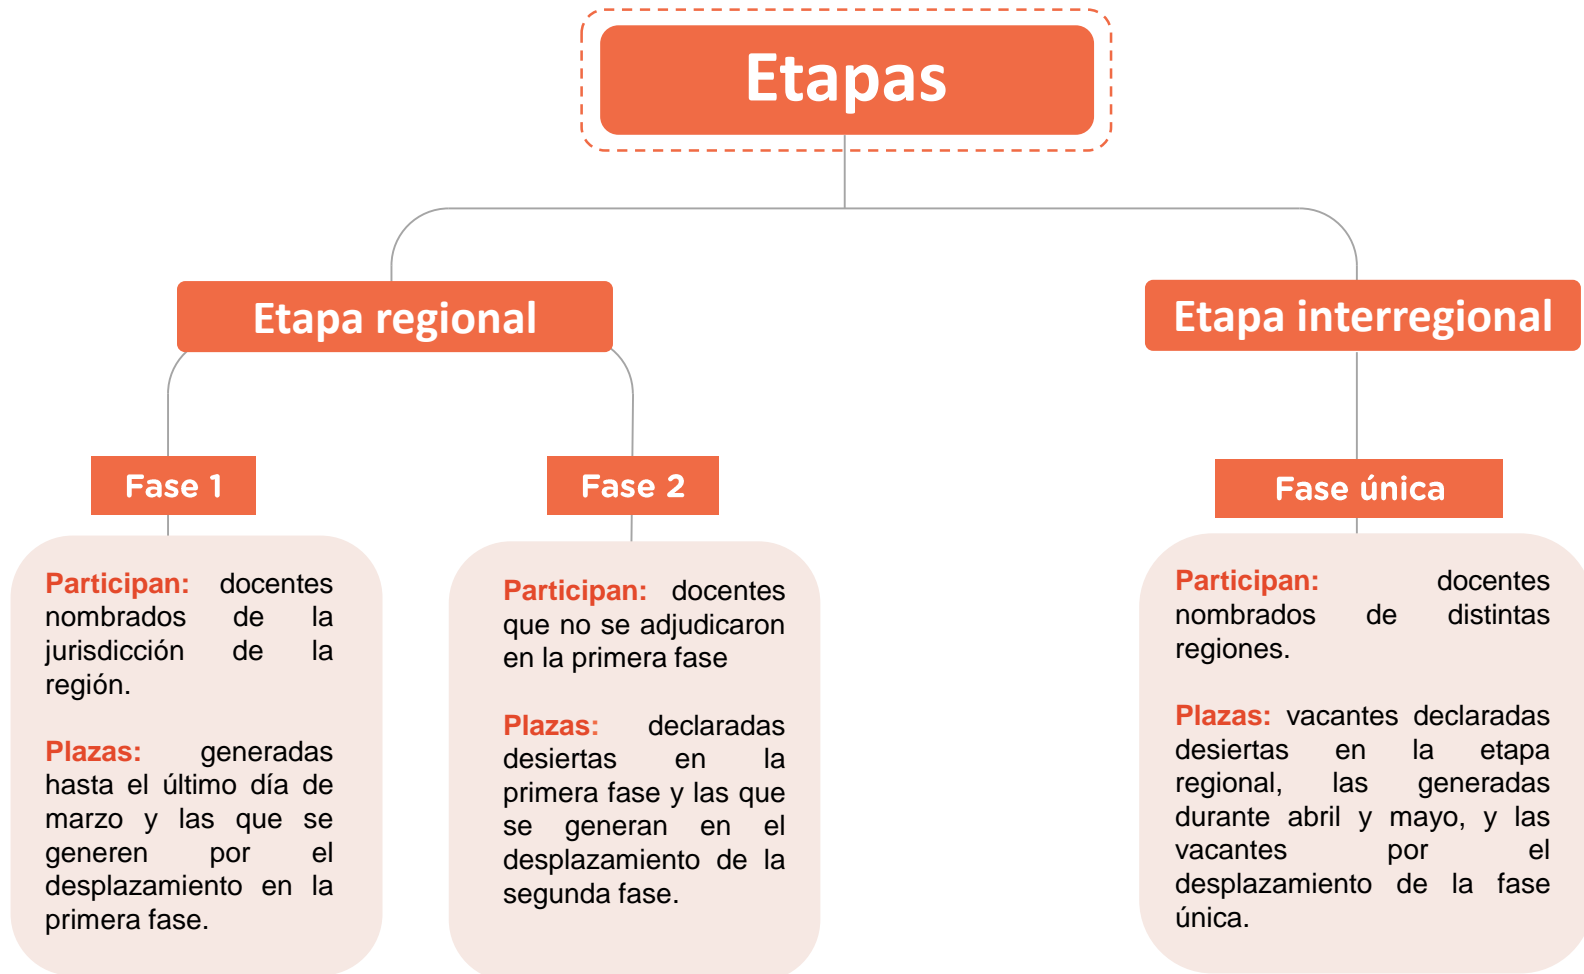 Etapas
Etapa regional
Etapa interregional
Fase 1
Fase 2
Fase única
Participan: docentes
nombrados de la
jurisdicción de la
región.
Plazas: generadas
hasta el último día de
marzo y las que se
generen por el
desplazamiento en la
primera fase.
Participan: docentes
que no se adjudicaron
en la primera fase
Plazas: declaradas
desiertas en la
primera fase y las que
se generan en el
desplazamiento de la
segunda fase.
Participan: docentes
nombrados de distintas
regiones.
Plazas: vacantes declaradas
desiertas en la etapa
regional, las generadas
durante abril y mayo, y las
vacantes por el
desplazamiento de la fase
única.